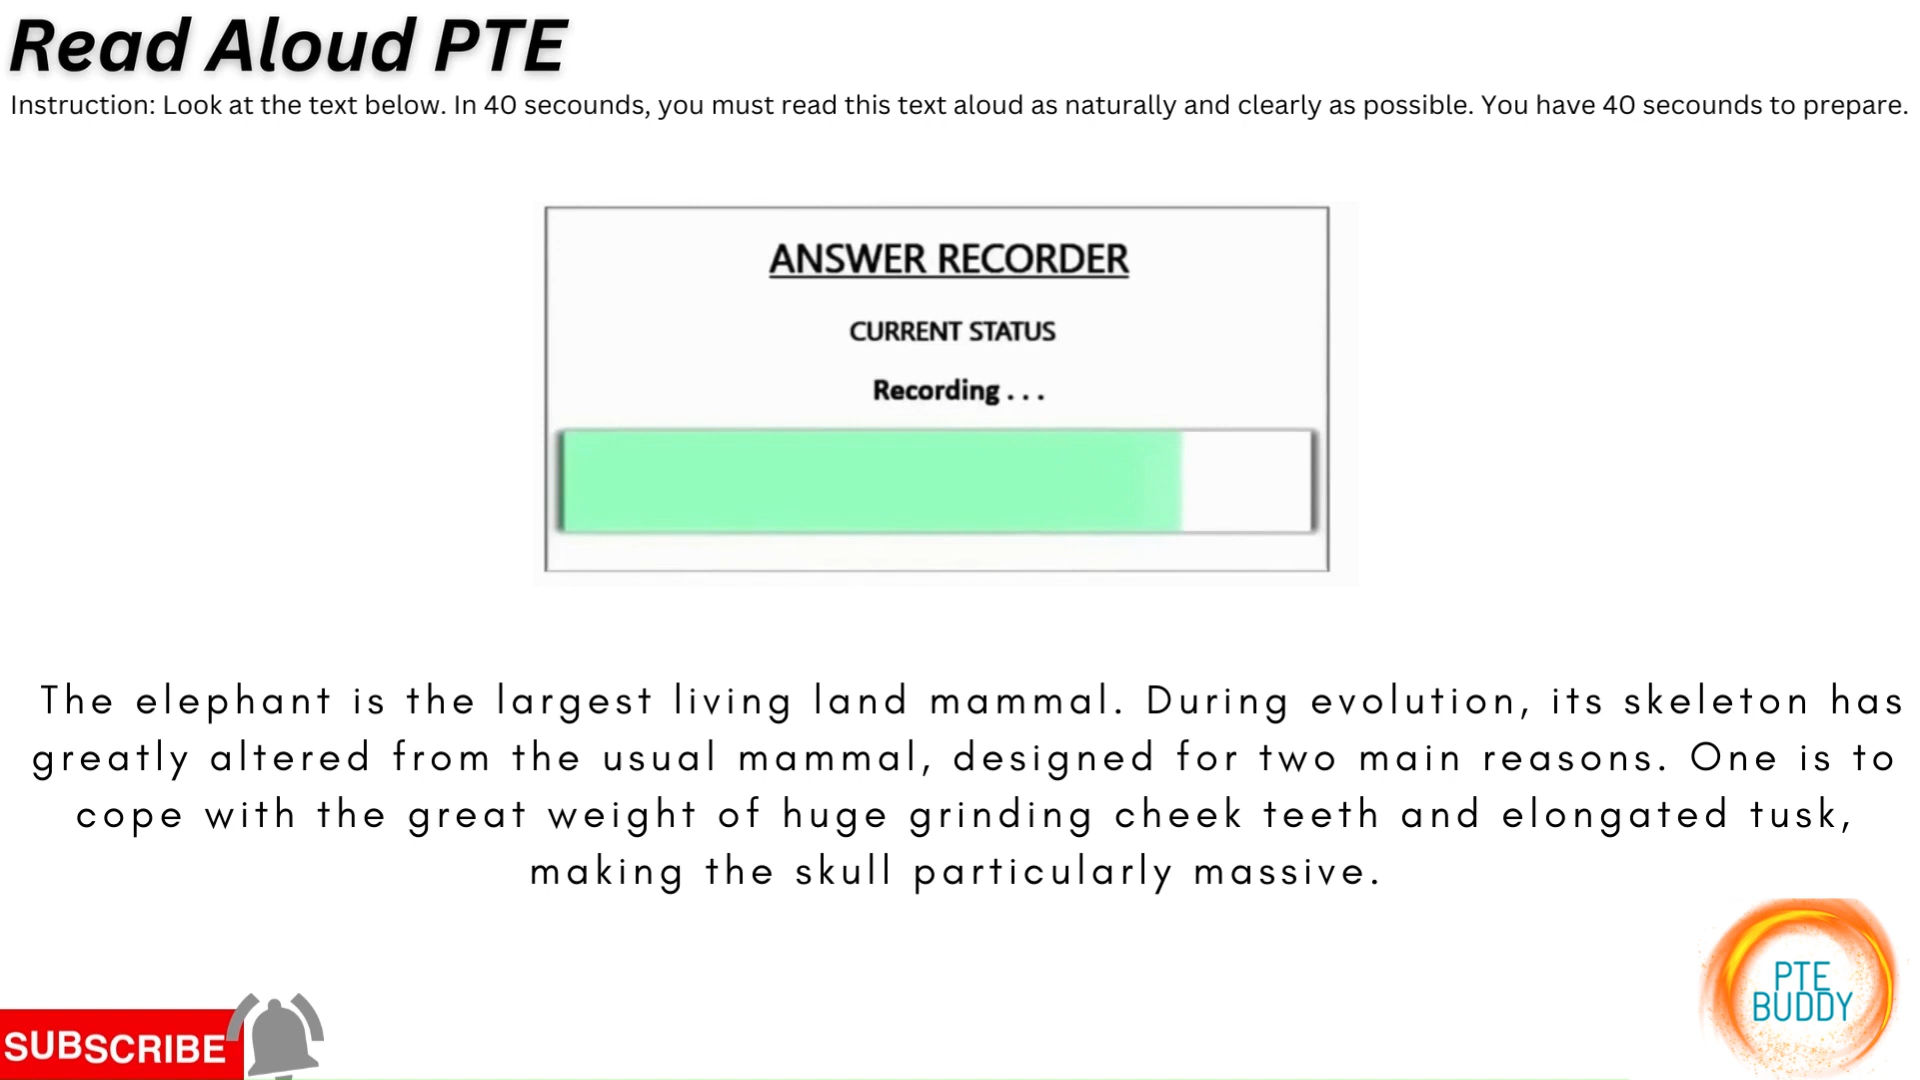 Read Aloud PTE
Instruction: Look at the text below. In 40 secounds, you must read this text aloud as naturally and clearly as possible. You have 40 secounds to prepare.
ANSWER RECORDER
CURRENT STATUS
Recording . . .
The elephant is the largest living land mammal. During evolution, its skeleton has
greatly altered from the usual mammal, designed for two main reasons. One is to
cope with the great weight of huge grinding cheek teeth and elongated tusk,
making the skull particularly massive.
PTE
BUDDY
SUBSCRIBE